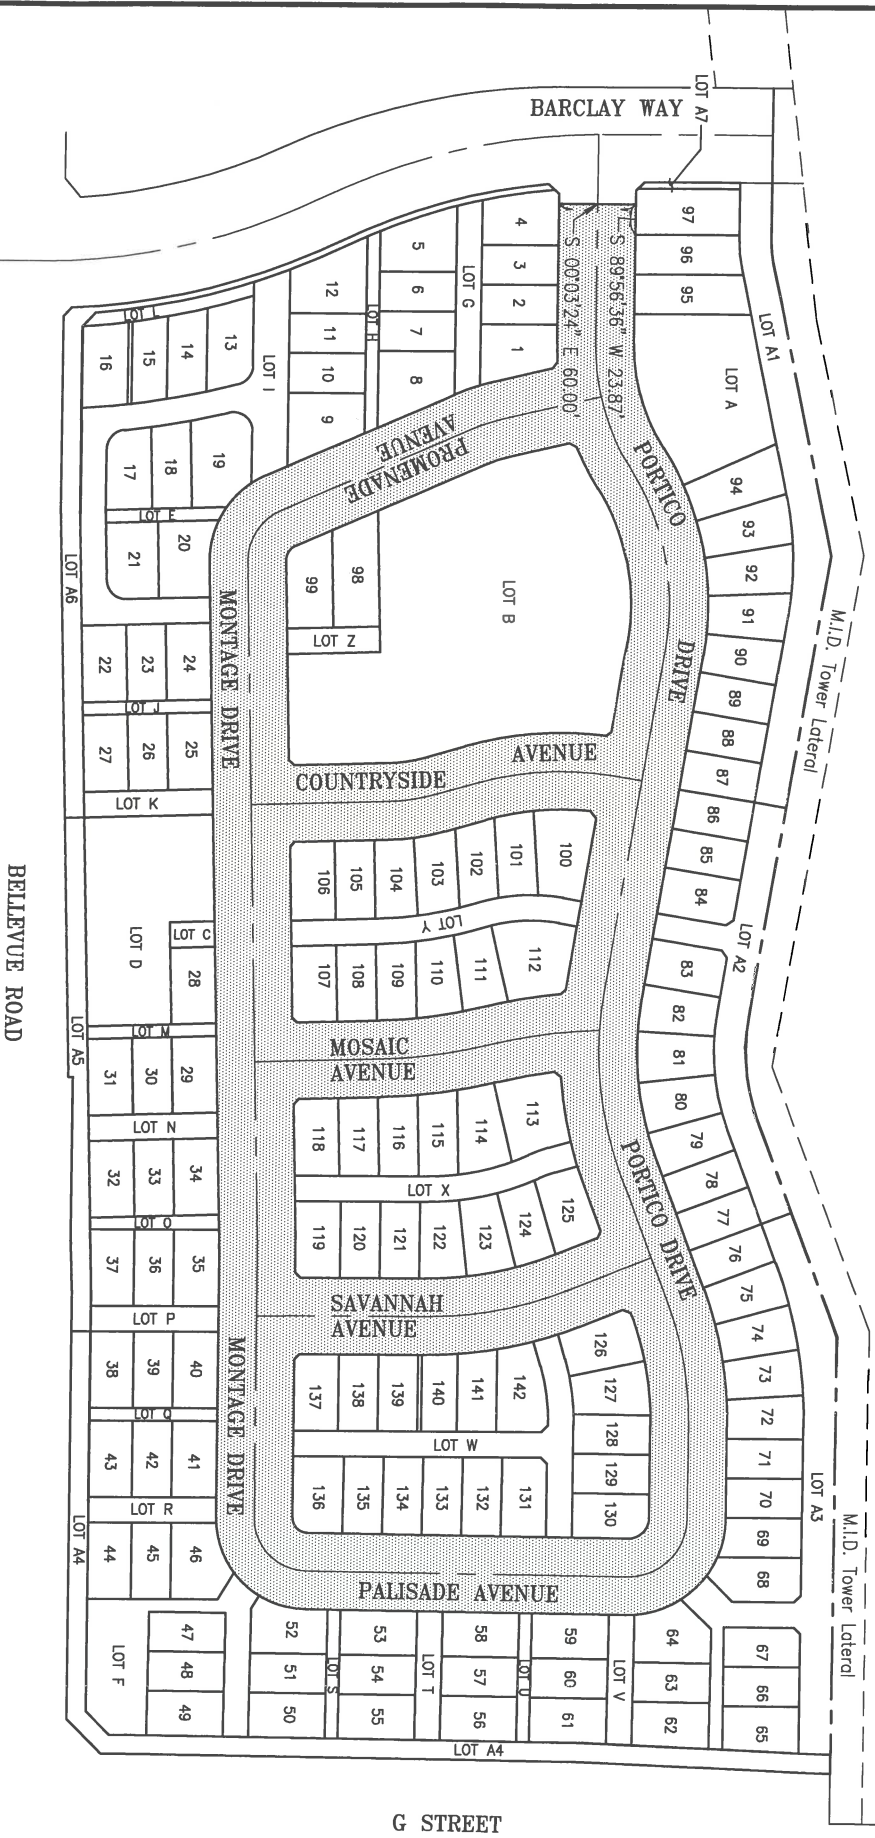 BARCLAY WAY
LOT A7
97
96
95
S 89°56'36" W 23.87'
S 00°03'24" E 60.00'
LOT A1
LOT A
4
3
2
1
LOT G
5
6
7
8
LOT H
12
11
10
9
LOT I
LOT L
13
14
15
16
19
18
17
LOT E
20
21
LOT A6
PROMENADE
AVENUE
PORTICO
DRIVE
94
93
92
91
90
89
88
87
86
85
84
M.I.D. Tower Lateral
LOT B
98
99
LOT Z
MONTAGE DRIVE
24
23
22
LOT J
25
26
27
LOT K
COUNTRYSIDE
AVENUE
100
101
102
103
104
105
106
LOT Y
112
111
110
109
108
107
LOT C
LOT D
28
LOT M
LOT A5
BELLEVUE ROAD
LOT A2
83
82
81
80
79
78
77
76
75
74
73
72
71
70
69
68
MOSAIC
AVENUE
29
30
31
LOT N
34
33
32
LOT O
35
36
37
LOT P
113
114
115
116
117
118
LOT X
125
124
123
122
121
120
119
PORTICO DRIVE
SAVANNAH
AVENUE
MONTAGE DRIVE
40
39
38
LOT Q
41
42
43
LOT R
46
45
44
LOT A4
126
127
128
129
130
142
141
140
139
138
137
LOT W
131
132
133
134
135
136
LOT A3
M.I.D. Tower Lateral
PALISADE AVENUE
47
48
49
LOT F
52
51
50
LOT S
53
54
55
LOT T
58
57
56
LOT U
59
60
61
LOT V
64
63
62
67
66
65
LOT A4
G STREET